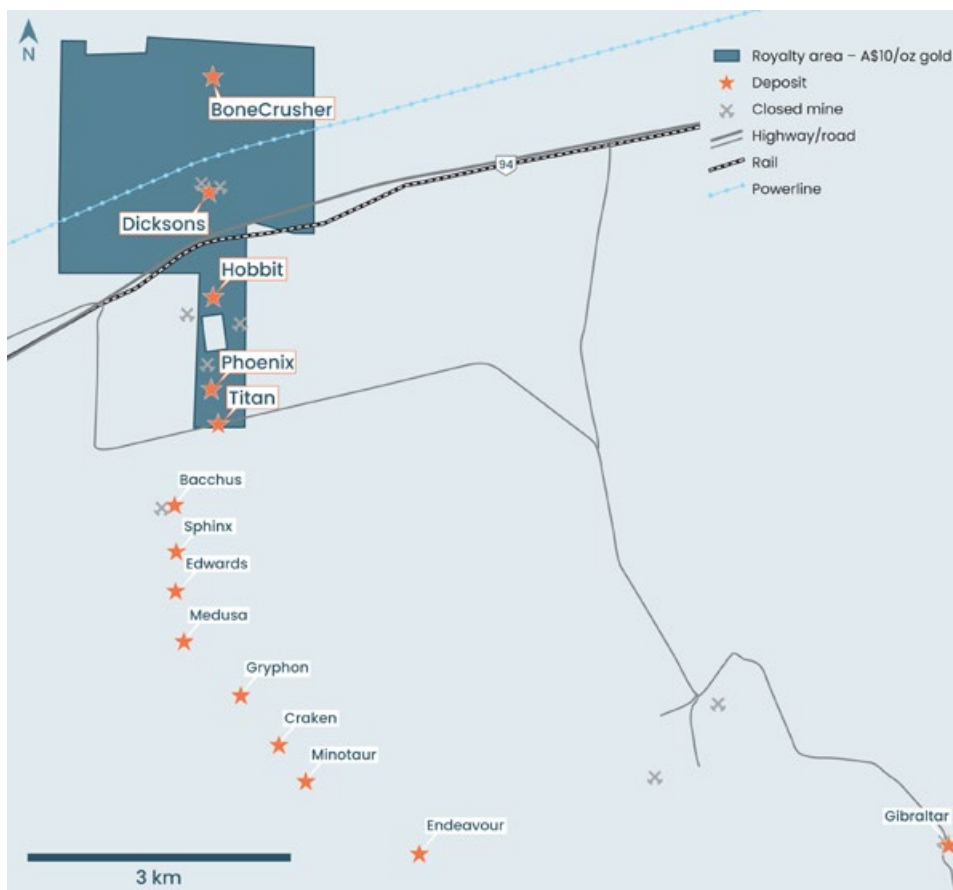 N
BoneCrusher
Dicksons
Hobbit
Phoenix
Titan
Bacchus
Sphinx
Edwards
Medusa
Gryphon
Craken
Minotaur
Endeavour
Gibraltar
94
Royalty area – A$10/oz gold
Deposit
Closed mine
Highway/road
Rail
Powerline
3 km